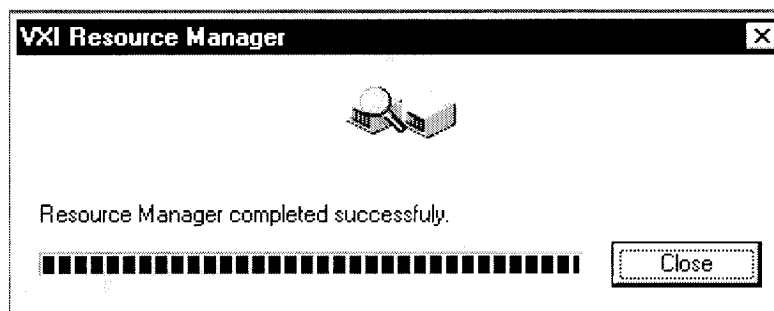 VXI Resource Manager
Resource Manager completed successfuly.
Close